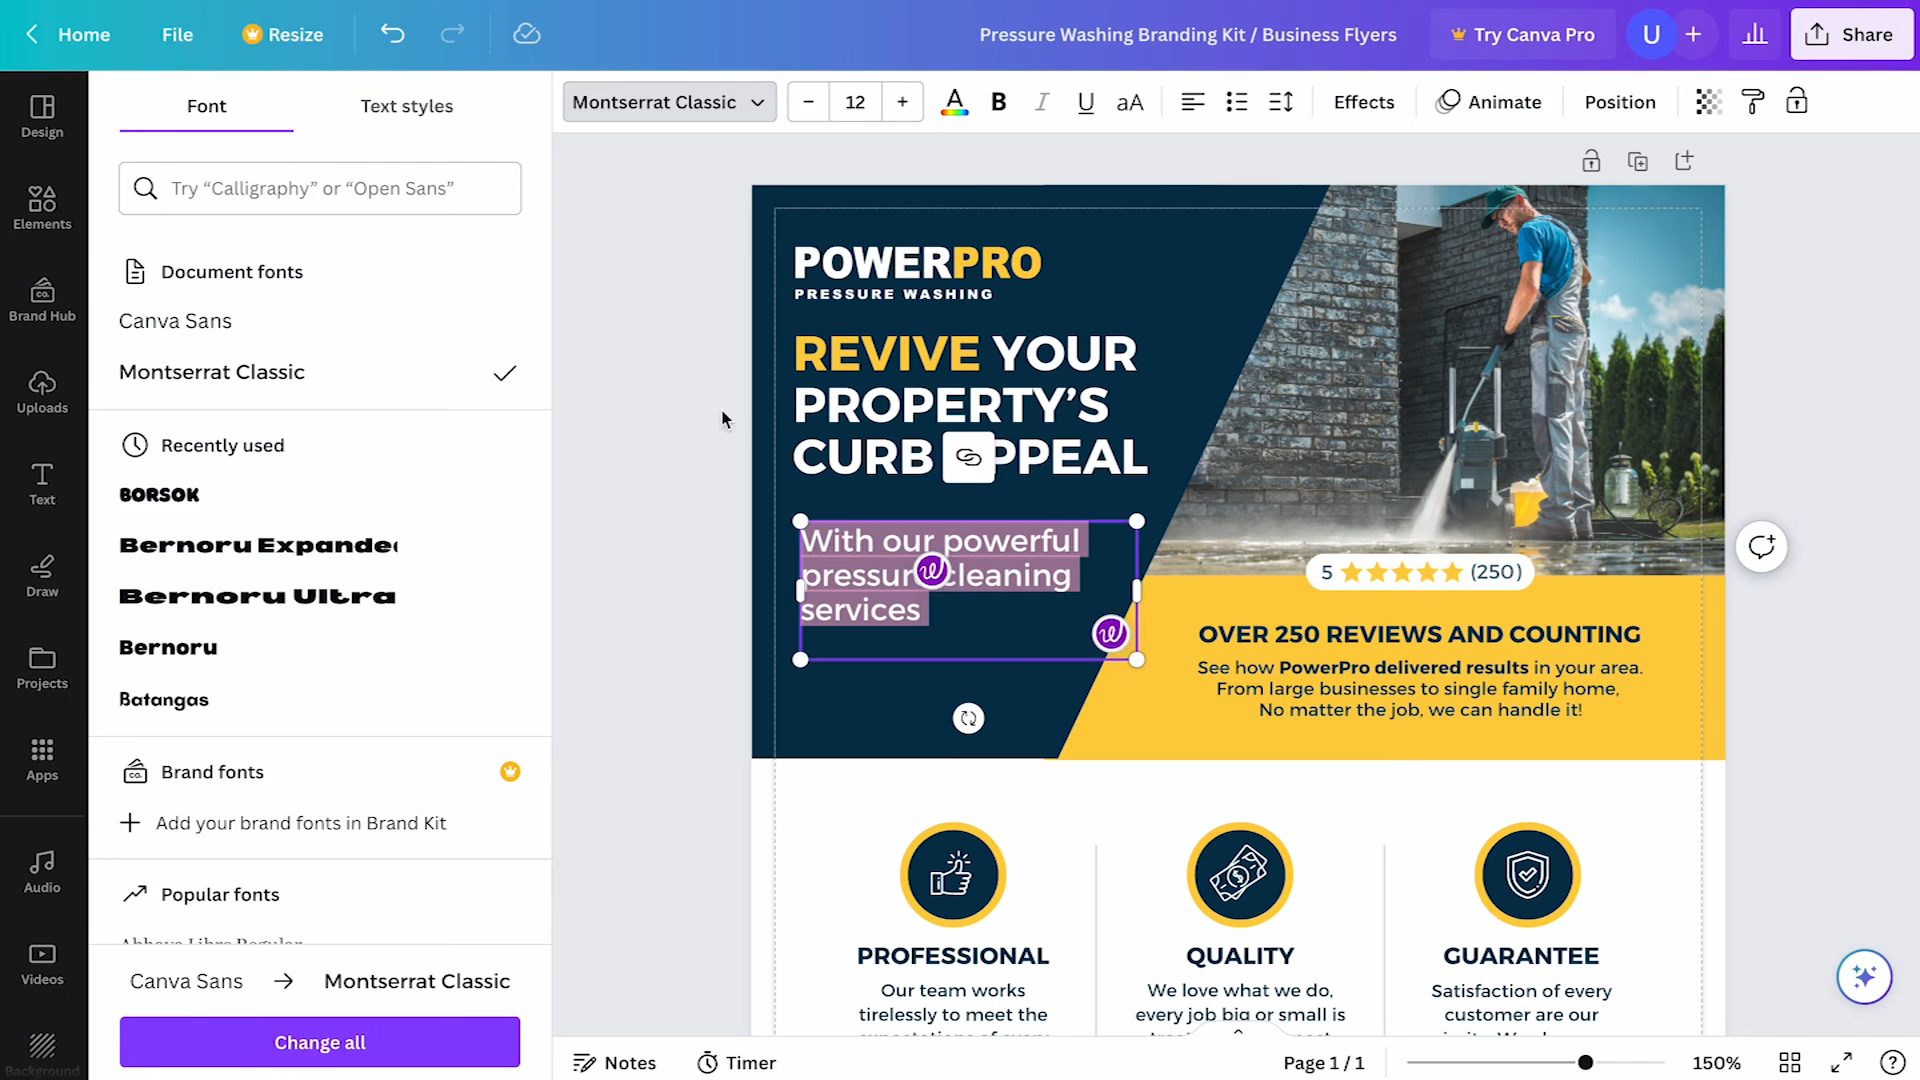 Home
File
Resize
Pressure Washing Branding Kit / Business Flyers
Try Canva Pro
U
Share
Font
Text styles
Montserrat Classic
12
A
B
I
U
aA
Effects
Animate
Position
Try “Calligraphy” or “Open Sans”
Design
Elements
Brand Hub
Uploads
Text
Draw
Projects
Apps
Audio
Videos
Background
Document fonts
Canva Sans
Montserrat Classic
Recently used
BORSOK
Bernoru Expande
Bernoru Ultra
Bernoru
Batangas
Brand fonts
Add your brand fonts in Brand Kit
Popular fonts
Canva Sans → Montserrat Classic
Change all
POWERPRO
PRESSURE WASHING
REVIVE YOUR
PROPERTY’S
CURB PPEAL
With our powerful
pressur cleaning
services
5 (250)
OVER 250 REVIEWS AND COUNTING
See how PowerPro delivered results in your area.
From large businesses to single family home,
No matter the job, we can handle it!
PROFESSIONAL
Our team works
tirelessly to meet the
QUALITY
We love what we do,
every job big or small is
GUARANTEE
Satisfaction of every
customer are our
Notes
Timer
Page 1 / 1
150%